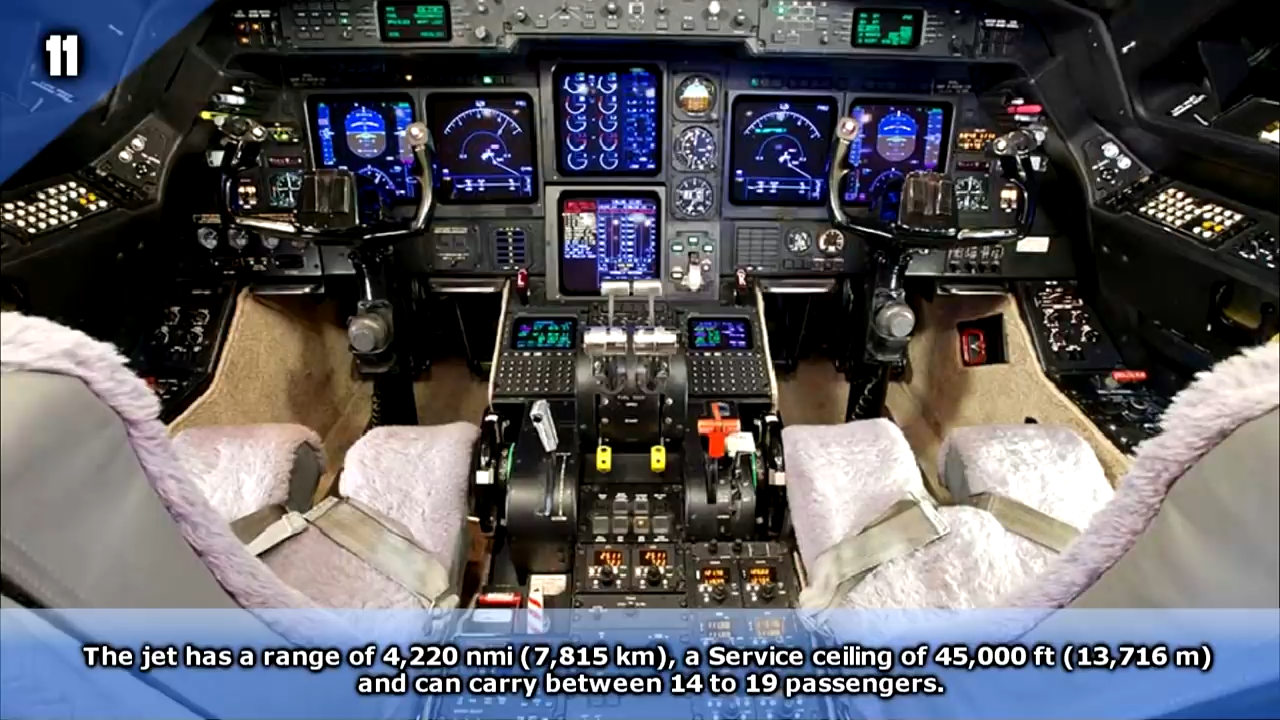 11
The jet has a range of 4,220 nmi (7,815 km), a Service ceiling of 45,000 ft (13,716 m)
and can carry between 14 to 19 passengers.